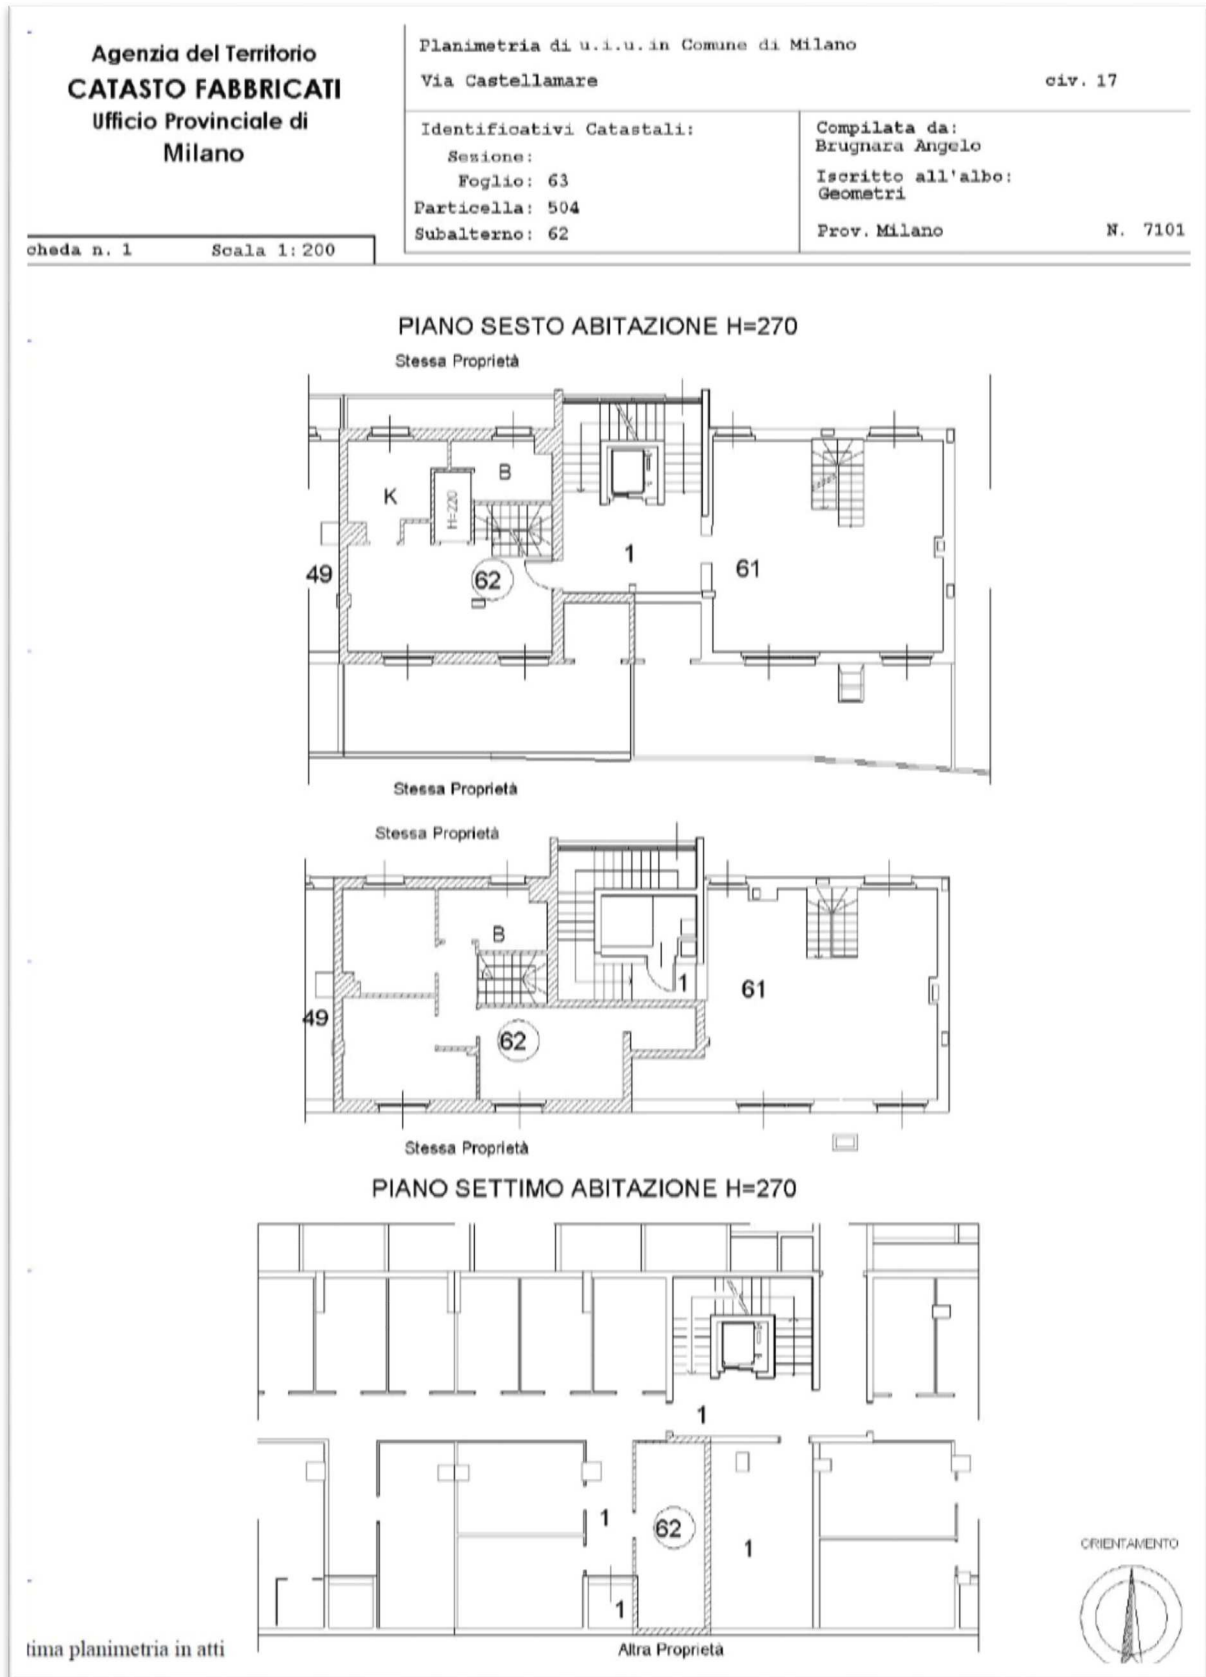 Agenzia del Territorio
CATASTO FABBRICATI
Ufficio Provinciale di
Milano
Planimetria di u.i.u. in Comune di Milano
Via Castellamare civ. 17
Identificativi Catastali:
Sezione:
Foglio: 63
Particella: 504
Subalterno: 62
Compilata da:
Brugnara Angelo
Iscritto all'albo:
Geometri
Prov. Milano N. 7101
cheda n. 1 Scala 1: 200
PIANO SESTO ABITAZIONE H=270
Stessa Proprietà
B
K
H=220
1
49
62
61
Stessa Proprietà
Stessa Proprietà
B
1
61
49
62
Stessa Proprietà
PIANO SETTIMO ABITAZIONE H=270
1
1
62
1
1
ORIENTAMENTO
tima planimetria in atti
Altra Proprietà